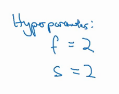 Hyperparameters:
f = 2
s = 2